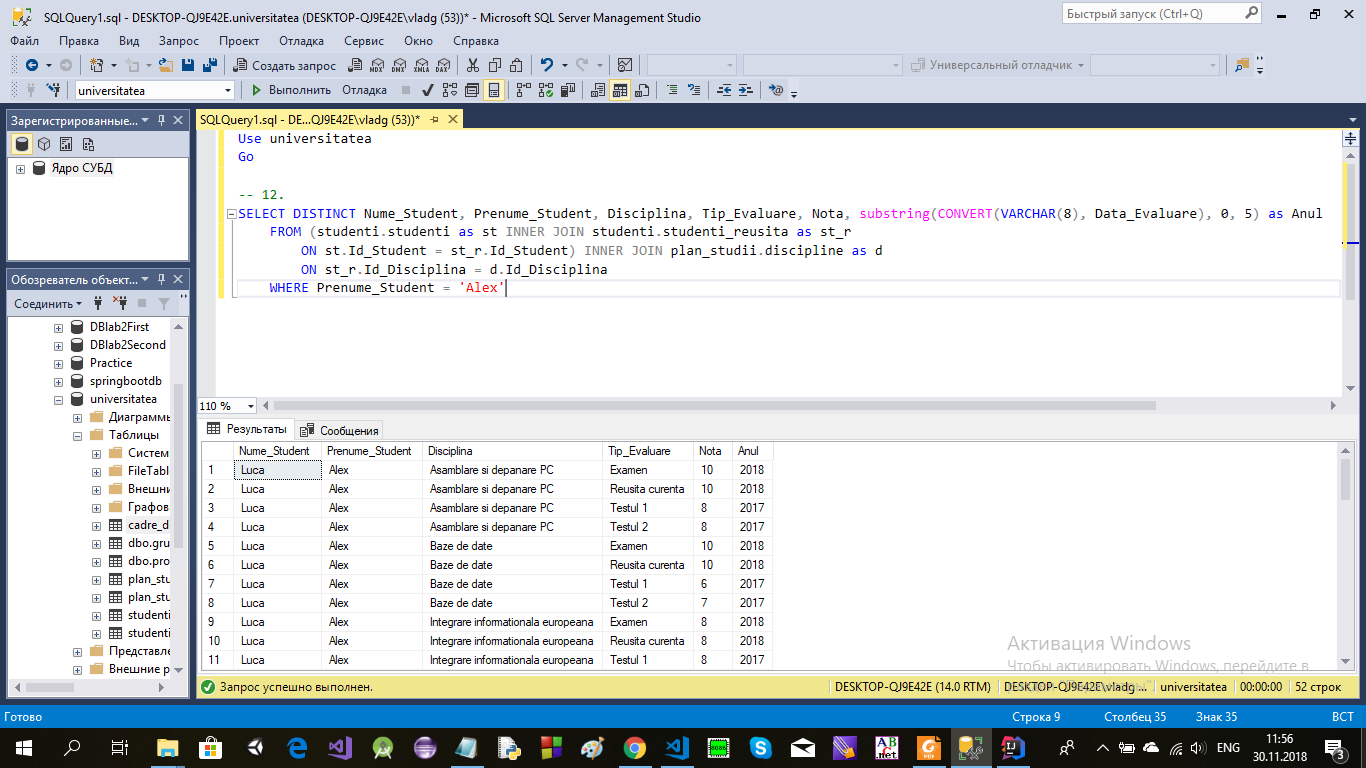 SQLQuery1.sql - DESKTOP-QJ9E42E.universitatea (DESKTOP-QJ9E42E\vladg (53))* - Microsoft SQL Server Management Studio
Быстрый запуск (Ctrl+Q)
Файл Правка Вид Запрос Проект Отладка Сервис Окно Справка
Создать запрос MDX DMX XMLA DAX Универсальный отладчик
universitatea Выполнить Отладка
Зарегистрированные...
Ядро СУБД
SQLQuery1.sql - DE...QJ9E42E\vladg (53))*
Use universitatea
Go
-- 12.
SELECT DISTINCT Nume_Student, Prenume_Student, Disciplina, Tip_Evaluare, Nota, substring(CONVERT(VARCHAR(8), Data_Evaluare), 0, 5) as Anul
FROM (studenti.studenti as st INNER JOIN studenti.studenti_reusita as st_r
ON st.Id_Student = st_r.Id_Student) INNER JOIN plan_studii.discipline as d
ON st_r.Id_Disciplina = d.Id_Disciplina
WHERE Prenume_Student = 'Alex'
Обозреватель объект...
Соединить
DBlab2First
DBlab2Second
Practice
springbootdb
universitatea
Диаграммы
Таблицы
Систем
FileTabl
Внешни
Графов
cadre_d
dbo.gru
dbo.pro
plan_stu
plan_stu
studenti
studenti
Представле
Внешние р
110 %
Результаты Сообщения
Nume_Student Prenume_Student Disciplina Tip_Evaluare Nota Anul
1 Luca Alex Asamblare si depanare PC Examen 10 2018
2 Luca Alex Asamblare si depanare PC Reusita curenta 10 2018
3 Luca Alex Asamblare si depanare PC Testul 1 8 2017
4 Luca Alex Asamblare si depanare PC Testul 2 8 2017
5 Luca Alex Baze de date Examen 10 2018
6 Luca Alex Baze de date Reusita curenta 10 2018
7 Luca Alex Baze de date Testul 1 6 2017
8 Luca Alex Baze de date Testul 2 7 2017
9 Luca Alex Integrare informationala europeana Examen 8 2018
10 Luca Alex Integrare informationala europeana Reusita curenta 8 2018
11 Luca Alex Integrare informationala europeana Testul 1 8 2017
Активация Windows
Чтобы активировать Windows, перейдите в
Запрос успешно выполнен. DESKTOP-QJ9E42E (14.0 RTM) DESKTOP-QJ9E42E\vladg ... universitatea 00:00:00 52 строк
Готово Строка 9 Столбец 35 Знак 35 ВСТ
ENG 11:56
30.11.2018 3